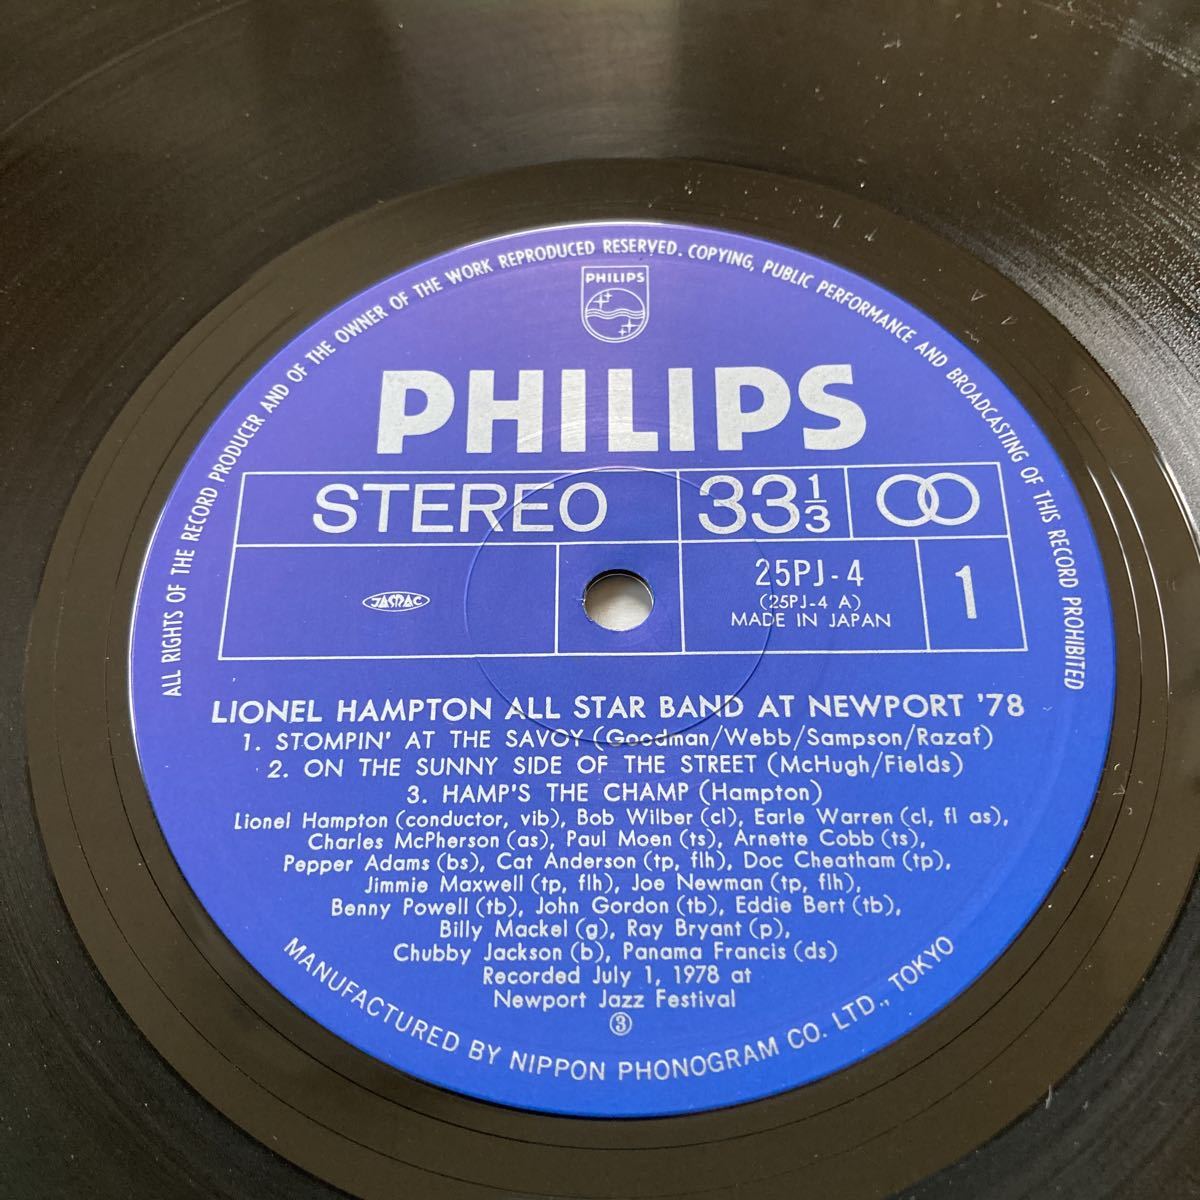 ALL RIGHTS OF THE RECORD PRODUCER AND OF THE OWNER OF THE WORK REPRODUCED RESERVED. COPYING, PUBLIC PERFORMANCE AND BROADCASTING OF THIS RECORD PROHIBITED
PHILIPS
PHILIPS
STEREO 33 1/3
JASRAC
25PJ-4
(25PJ-4 A)
MADE IN JAPAN
1
LIONEL HAMPTON ALL STAR BAND AT NEWPORT '78
1. STOMPIN' AT THE SAVOY (Goodman/Webb/Sampson/Razaf)
2. ON THE SUNNY SIDE OF THE STREET (McHugh/Fields)
3. HAMP'S THE CHAMP (Hampton)
Lionel Hampton (conductor, vib), Bob Wilber (cl), Earle Warren (cl, fl as),
Charles McPherson (as), Paul Moen (ts), Arnette Cobb (ts),
Pepper Adams (bs), Cat Anderson (tp, flh), Doc Cheatham (tp),
Jimmie Maxwell (tp, flh), Joe Newman (tp, flh),
Benny Powell (tb), John Gordon (tb), Eddie Bert (tb),
Billy Mackel (g), Ray Bryant (p),
Chubby Jackson (b), Panama Francis (ds)
Recorded July 1, 1978 at
Newport Jazz Festival
③
MANUFACTURED BY NIPPON PHONOGRAM CO. LTD., TOKYO